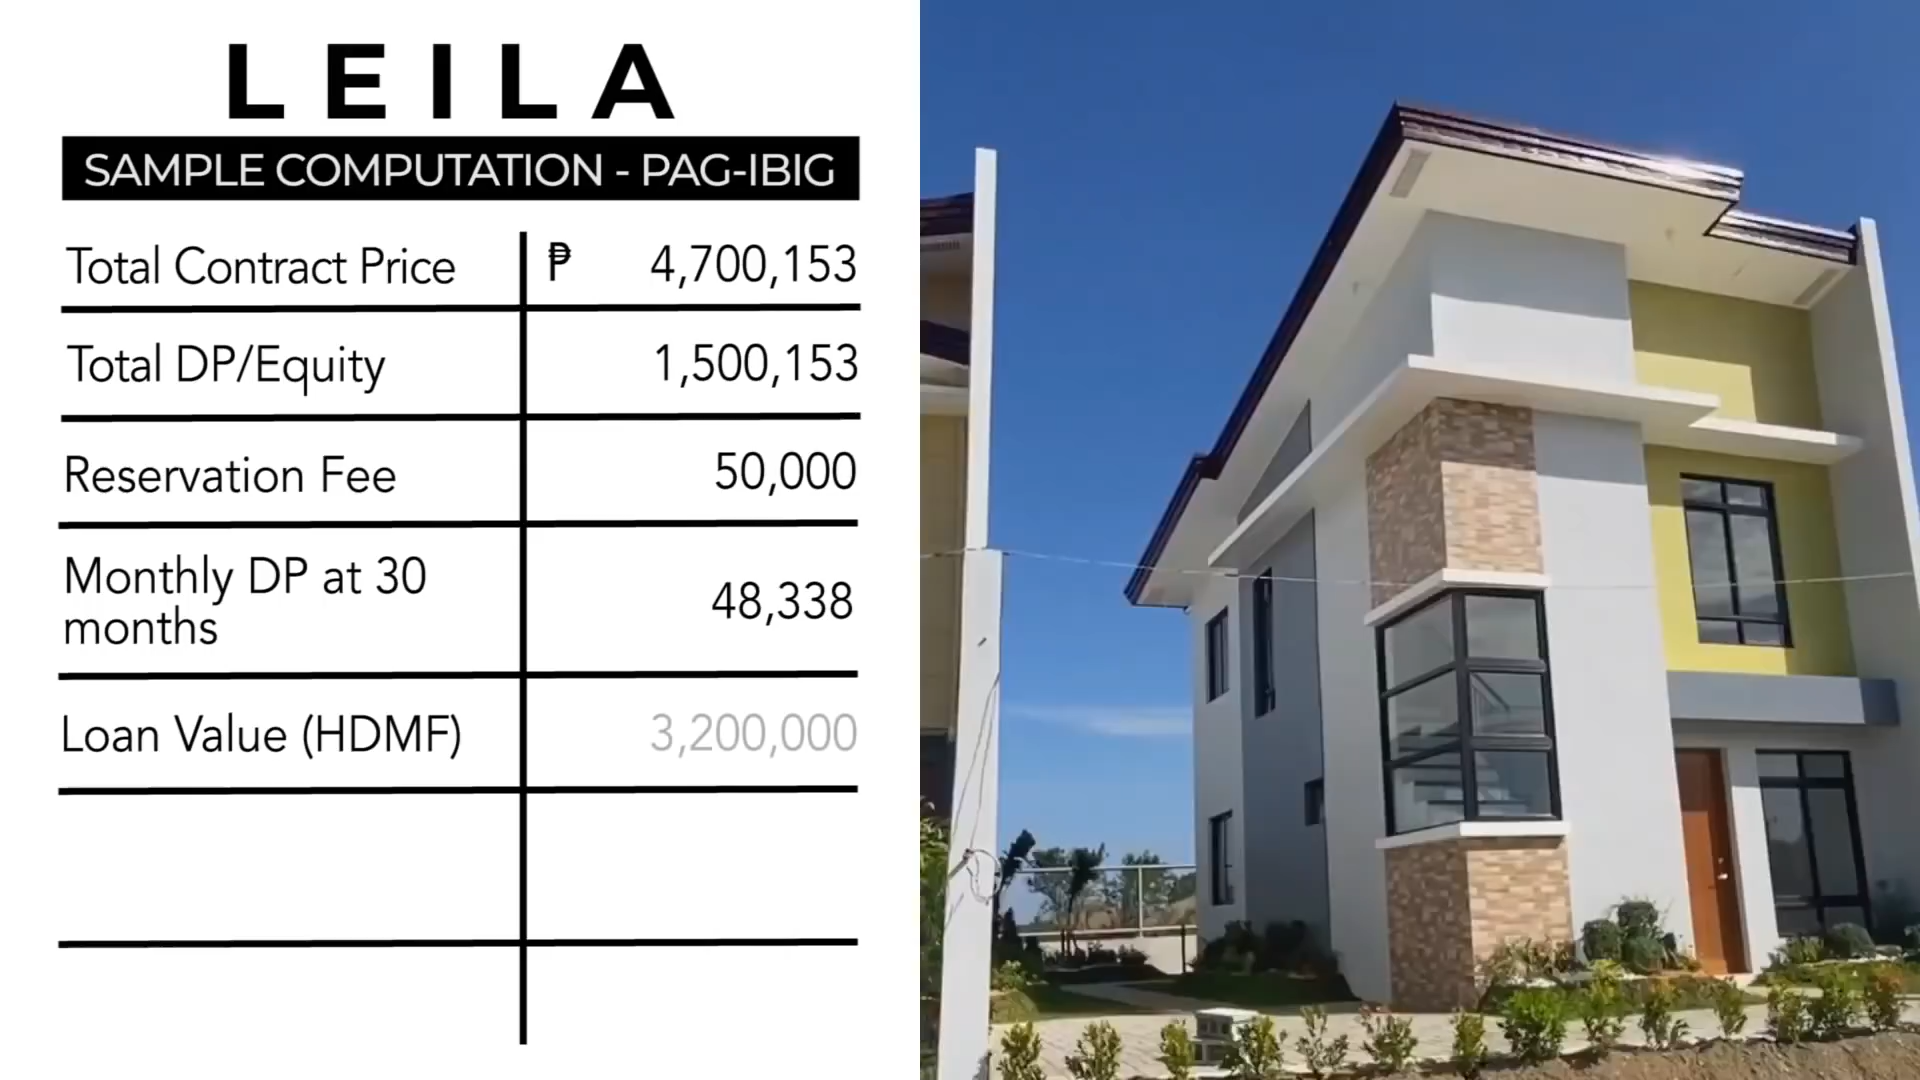 LEILA
SAMPLE COMPUTATION - PAG-IBIG
Total Contract Price ₱ 4,700,153
Total DP/Equity 1,500,153
Reservation Fee 50,000
Monthly DP at 30
months 48,338
Loan Value (HDMF) 3,200,000